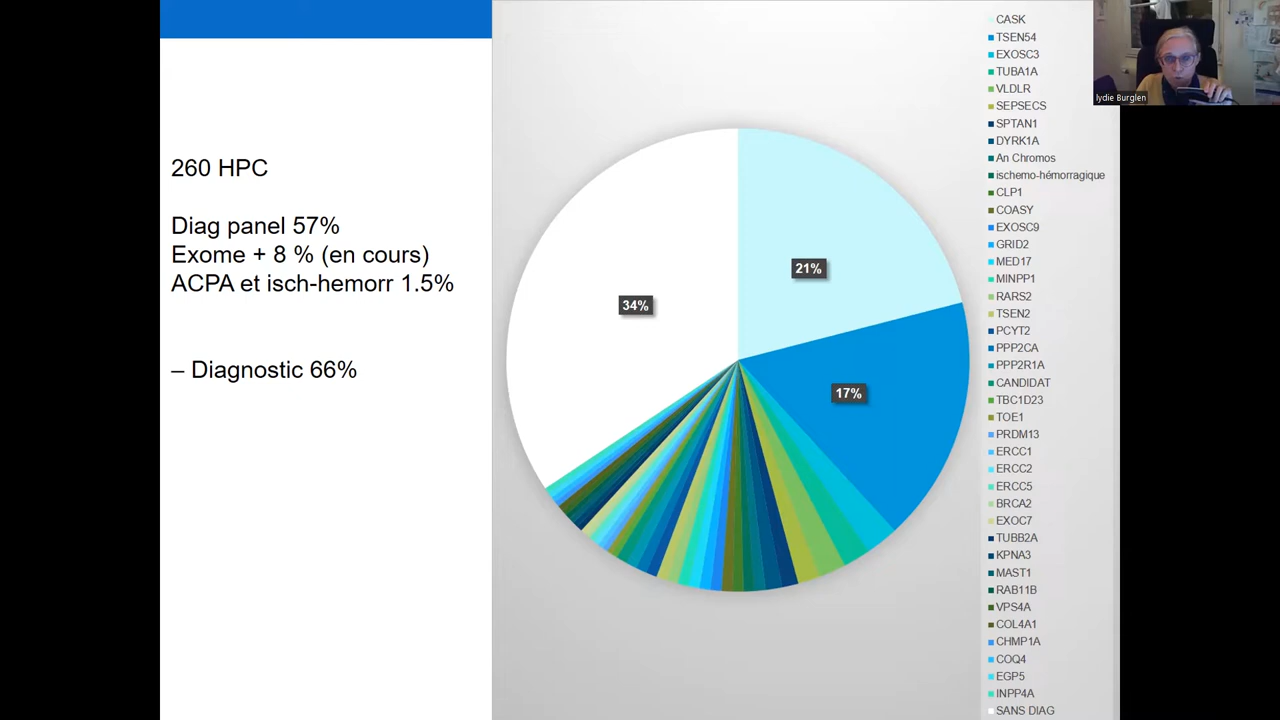 260 HPC
Diag panel 57%
Exome + 8 % (en cours)
ACPA et isch-hemorr 1.5%
– Diagnostic 66%
21%
34%
17%
CASK
TSEN54
EXOSC3
TUBA1A
VLDLR
SEPSECS
SPTAN1
DYRK1A
An Chromos
ischemo-hémorragique
CLP1
COASY
EXOSC9
GRID2
MED17
MINPP1
RARS2
TSEN2
PCYT2
PPP2CA
PPP2R1A
CANDIDAT
TBC1D23
TOE1
PRDM13
ERCC1
ERCC2
ERCC5
BRCA2
EXOC7
TUBB2A
KPNA3
MAST1
RAB11B
VPS4A
COL4A1
CHMP1A
COQ4
EGP5
INPP4A
SANS DIAG
lydie Burglen